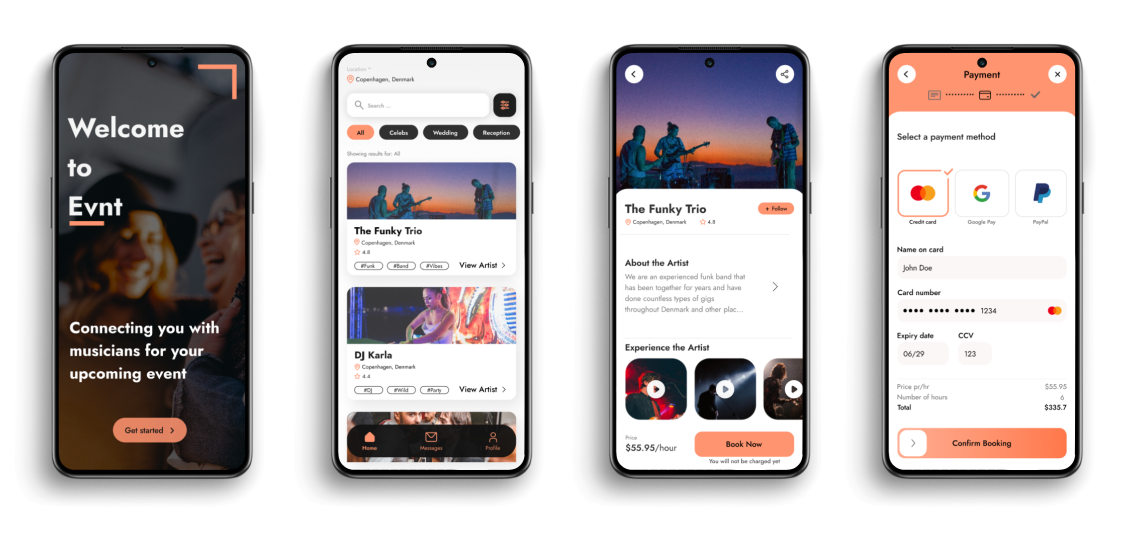 Welcome
to
Evnt
Connecting you with
musicians for your
upcoming event
Get started >
Location
Copenhagen, Denmark
Search ...
All Celebs Wedding Reception
Showing results for: All
The Funky Trio
Copenhagen, Denmark
4.8
#Funk #Band #Vibes View Artist >
DJ Karla
Copenhagen, Denmark
4.4
#DJ #Wild #Party View Artist >
Home Messages Profile
The Funky Trio
+ Follow
Copenhagen, Denmark 4.8
About the Artist
We are an experienced funk band that
has been together for years and have
done countless types of gigs
throughout Denmark and other plac...
Experience the Artist
Price
$55.95/hour
Book Now
You will not be charged yet
Payment
Select a payment method
Credit card Google Pay PayPal
Name on card
John Doe
Card number
•••• •••• •••• 1234
Expiry date CCV
06/29 123
Price pr/hr $55.95
Number of hours 6
Total $335.7
Confirm Booking